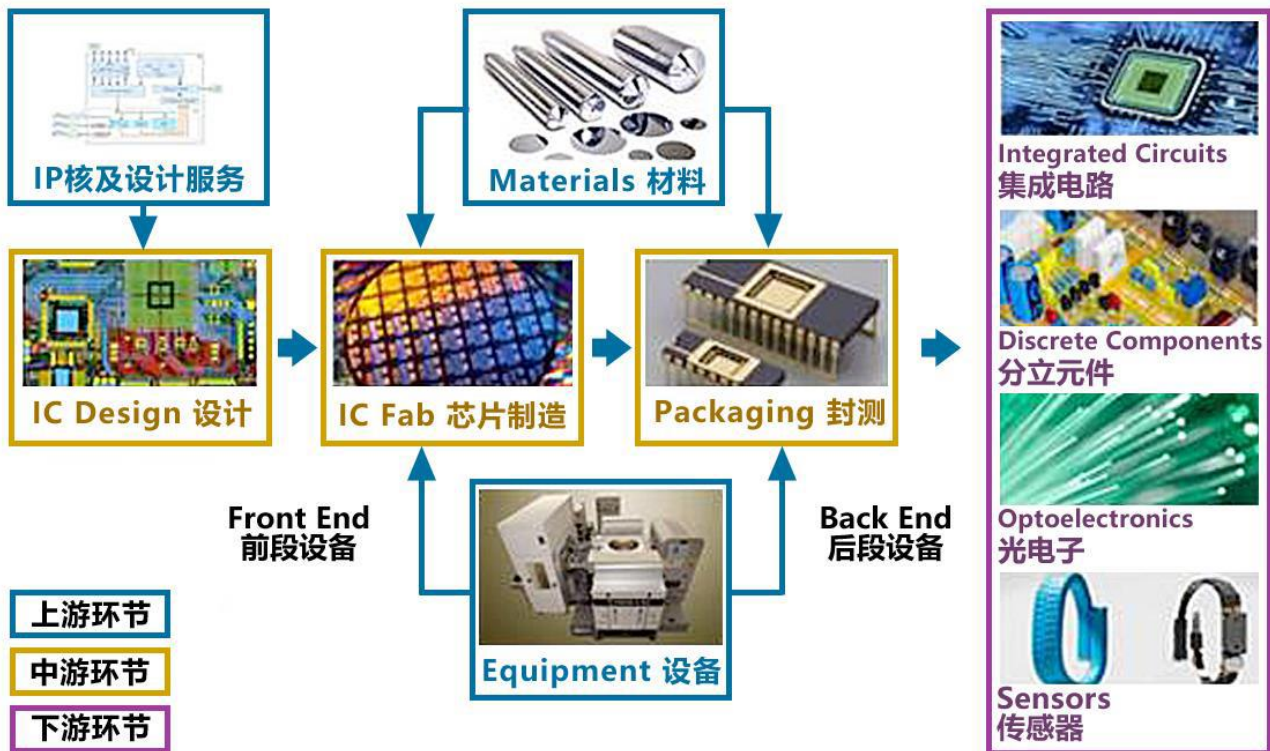 IP核及设计服务
Materials 材料
IC Design 设计
IC Fab 芯片制造
Packaging 封测
Front End
前段设备
Back End
后段设备
Equipment 设备
上游环节
中游环节
下游环节
Integrated Circuits
集成电路
Discrete Components
分立元件
Optoelectronics
光电子
Sensors
传感器